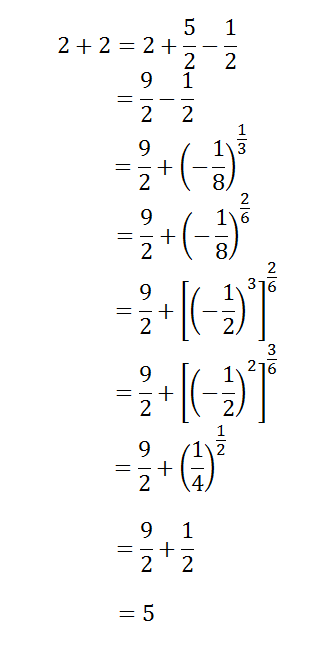 2 + 2 = 2 + 5/2 − 1/2
= 9/2 − 1/2
= 9/2 + (−1/8)^(1/3)
= 9/2 + (−1/8)^(2/6)
= 9/2 + [(−1/2)^3]^(2/6)
= 9/2 + [(−1/2)^2]^(3/6)
= 9/2 + (1/4)^(1/2)
= 9/2 + 1/2
= 5